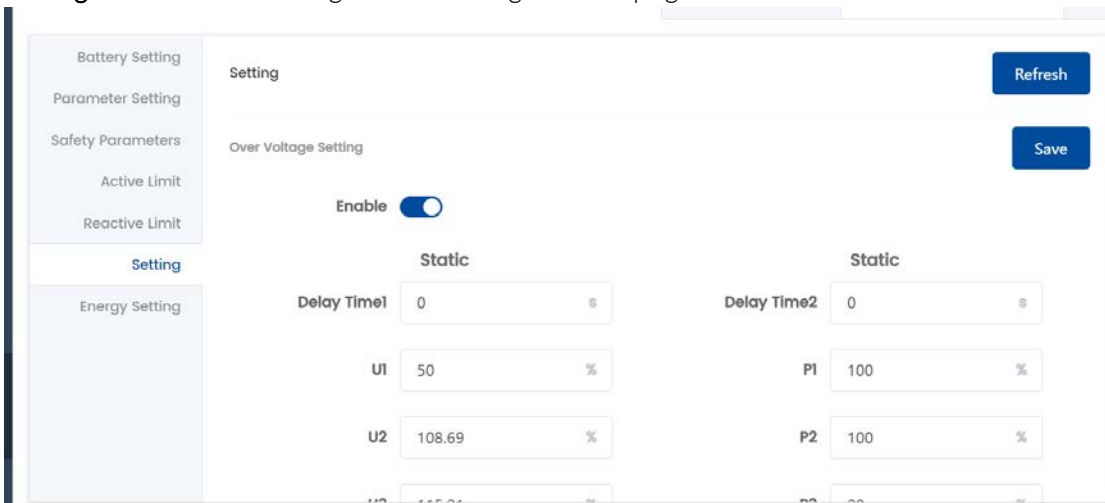 Battery Setting
Parameter Setting
Safety Parameters
Active Limit
Reactive Limit
Setting
Energy Setting
Setting
Refresh
Over Voltage Setting
Save
Enable
Static
Static
Delay Time1 0 s
Delay Time2 0 s
U1 50 %
P1 100 %
U2 108.69 %
P2 100 %